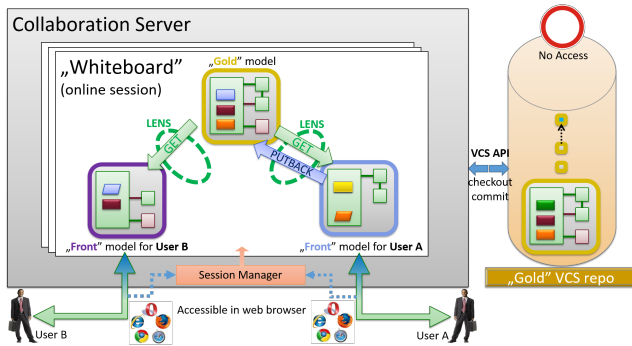 Collaboration Server
No Access
„Whiteboard”
(online session)
„Gold” model
LENS
LENS
GET
GET
PUTBACK
VCS API
checkout
commit
„Front” model for User B
„Front” model for User A
Session Manager
„Gold” VCS repo
Accessible in web browser
User B
User A